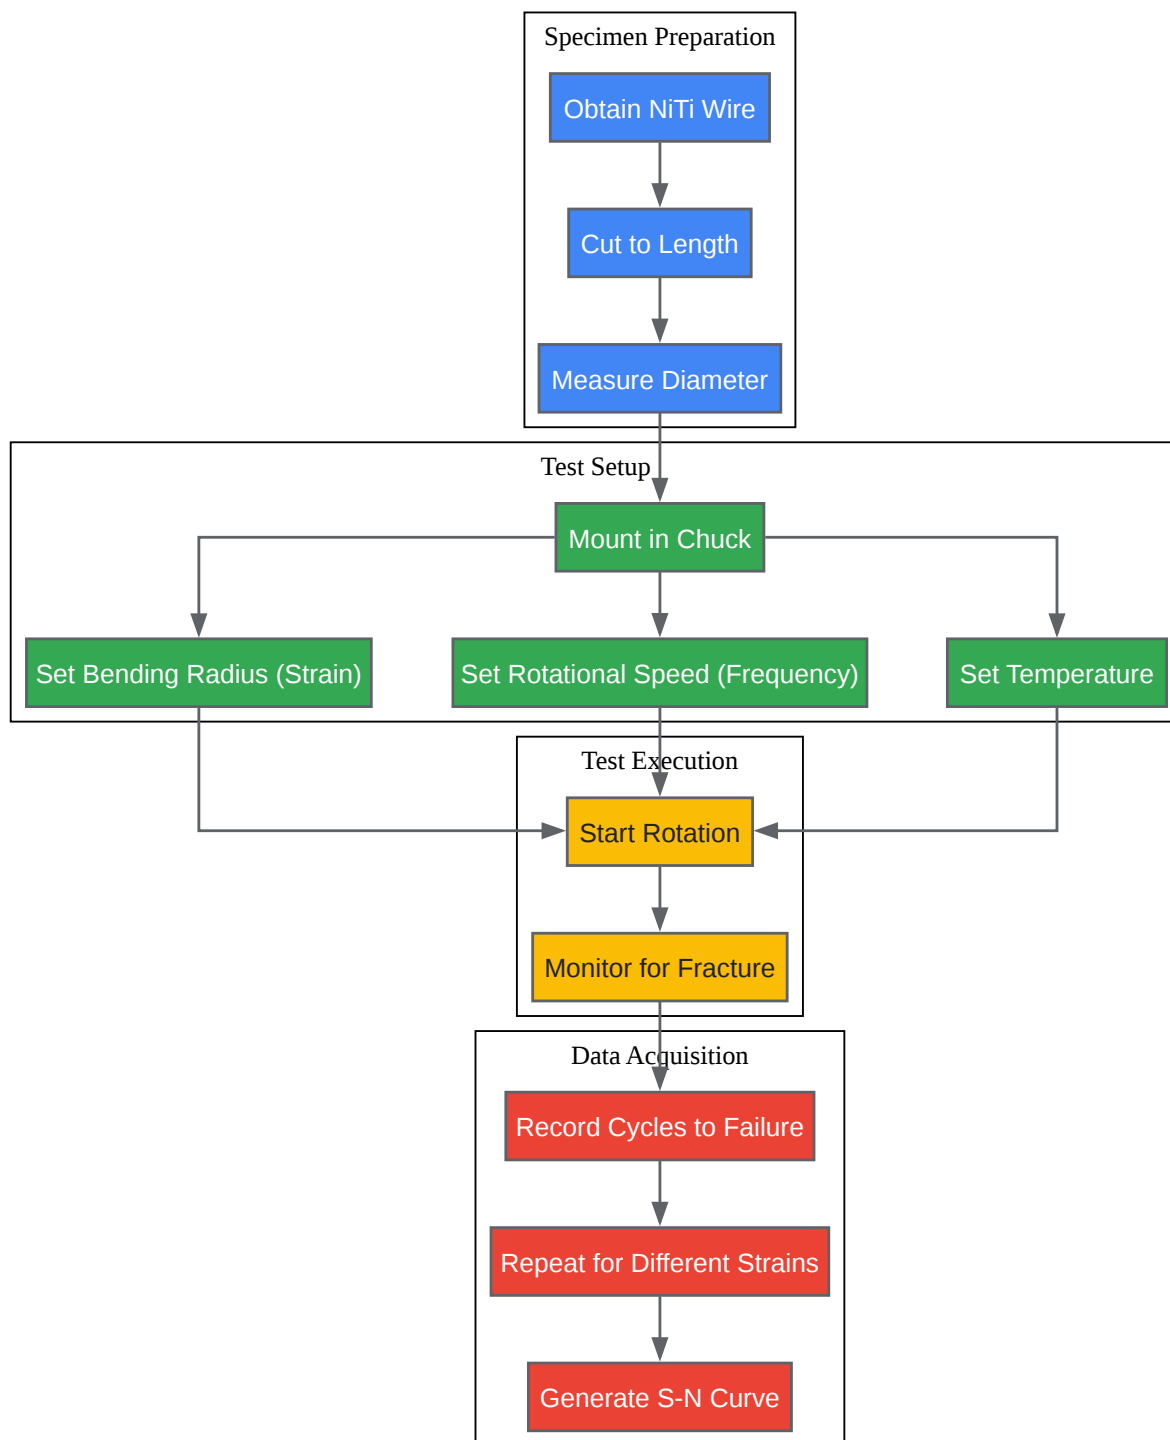 Specimen Preparation
Obtain NiTi Wire
Cut to Length
Measure Diameter
Test Setup
Mount in Chuck
Set Bending Radius (Strain)
Set Rotational Speed (Frequency)
Set Temperature
Test Execution
Start Rotation
Monitor for Fracture
Data Acquisition
Record Cycles to Failure
Repeat for Different Strains
Generate S-N Curve